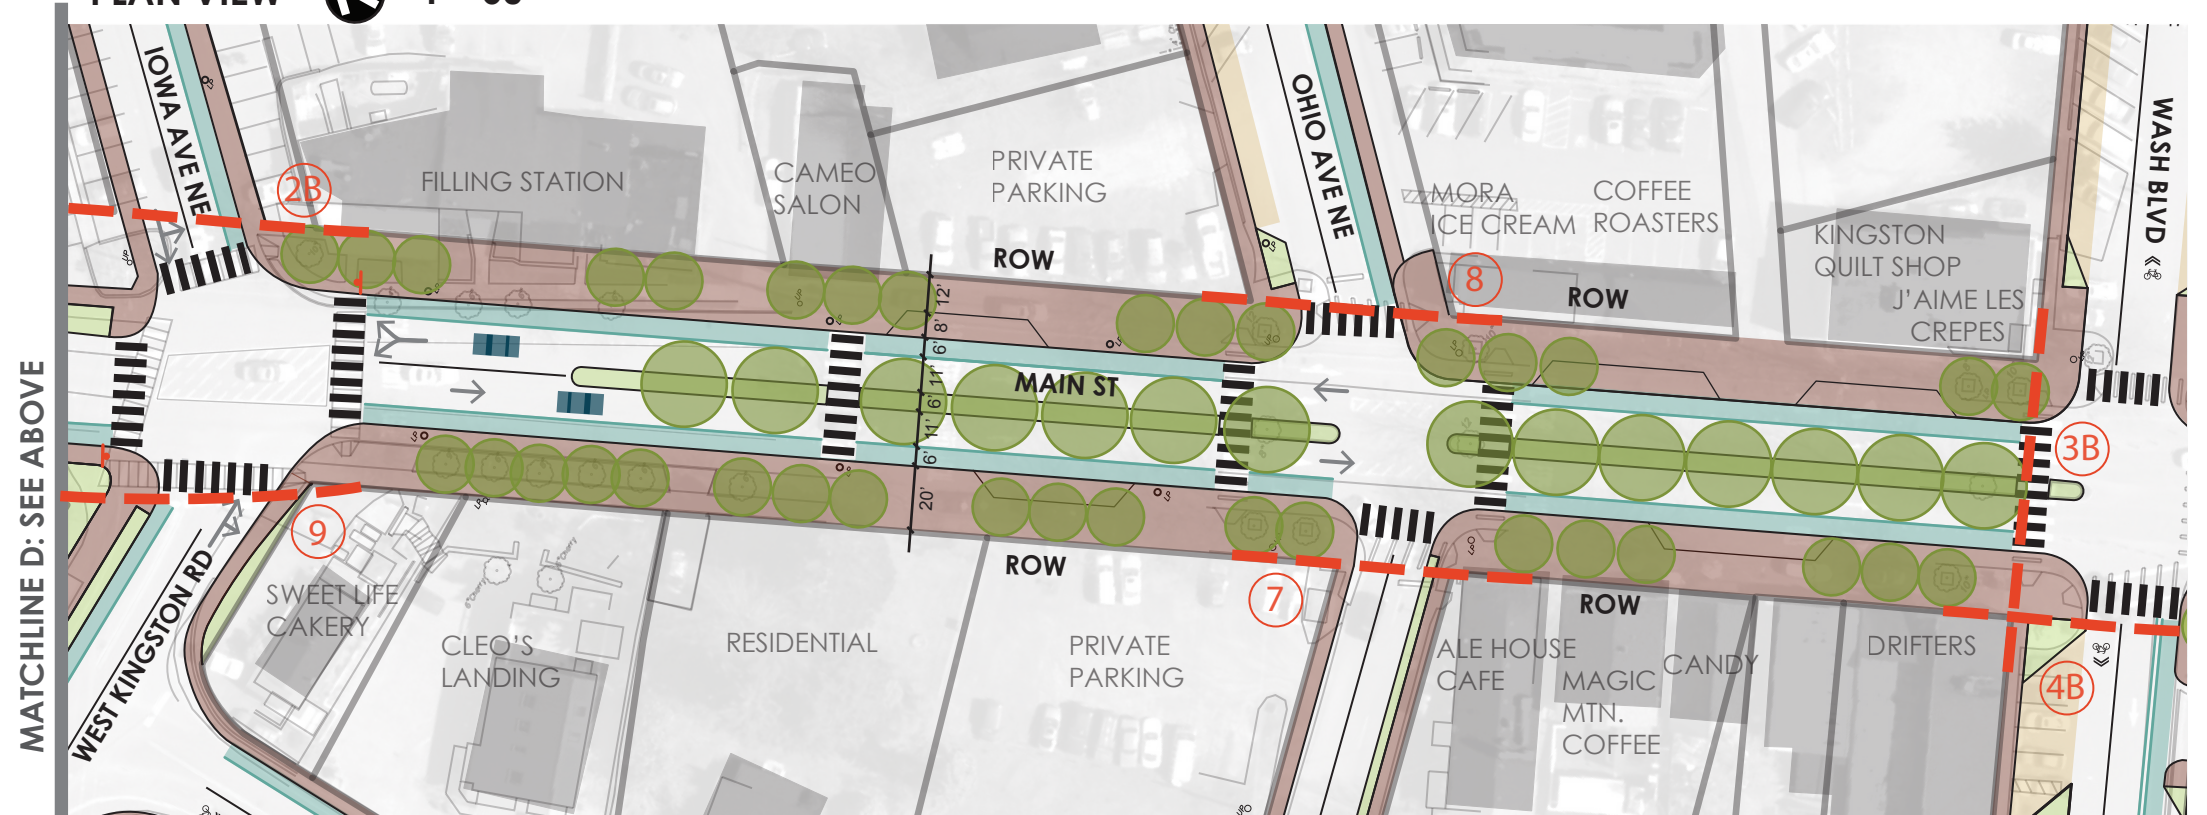 PLAN VIEW
MATCHLINE D: SEE ABOVE
IOWA AVE NE
OHIO AVE NE
WASH BLVD
2B
FILLING STATION
CAMEO
SALON
PRIVATE
PARKING
ROW
MORA
ICE CREAM
COFFEE
ROASTERS
8
ROW
KINGSTON
QUILT SHOP
J'AIME LES
CREPES
12'
8'
6'
11'
6'
11'
6'
20'
MAIN ST
3B
9
WEST KINGSTON RD
SWEET LIFE
CAKERY
CLEO'S
LANDING
RESIDENTIAL
ROW
PRIVATE
PARKING
7
ROW
ALE HOUSE
CAFE
MAGIC
MTN.
COFFEE
CANDY
DRIFTERS
4B